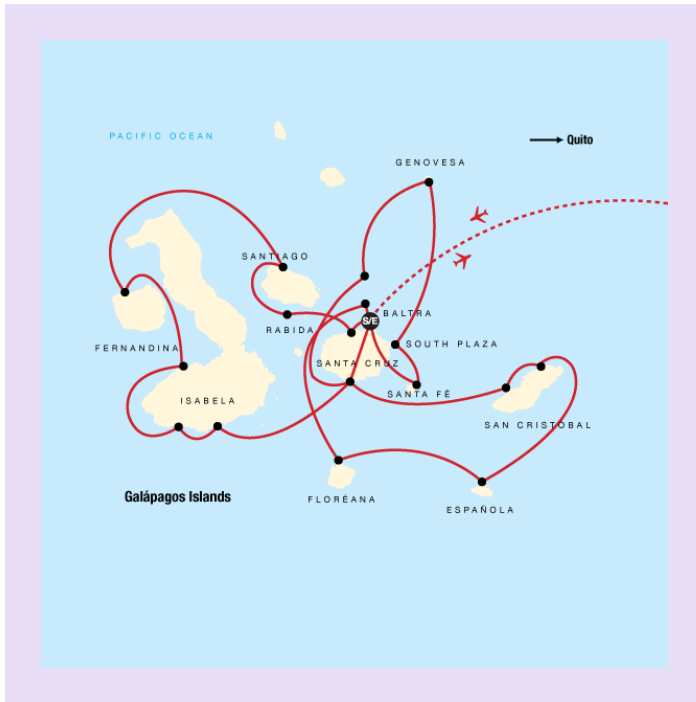 PACIFIC OCEAN
Quito
GENOVESA
SANTIAGO
BALTRA
S/E
RABIDA
SOUTH PLAZA
FERNANDINA
SANTA CRUZ
SANTA FÉ
ISABELA
SAN CRISTOBAL
Galápagos Islands
FLORÉANA
ESPAÑOLA